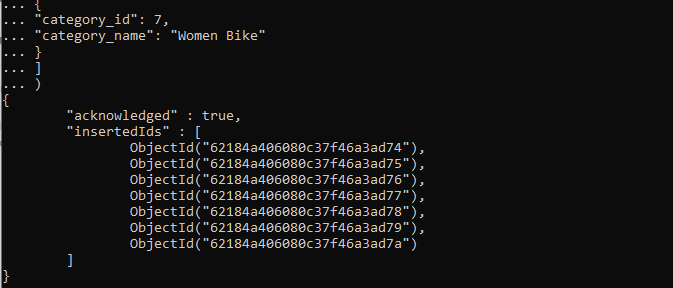 ... {
... "category_id": 7,
... "category_name": "Women Bike"
... }
... ]
... )
{
        "acknowledged" : true,
        "insertedIds" : [
                ObjectId("62184a406080c37f46a3ad74"),
                ObjectId("62184a406080c37f46a3ad75"),
                ObjectId("62184a406080c37f46a3ad76"),
                ObjectId("62184a406080c37f46a3ad77"),
                ObjectId("62184a406080c37f46a3ad78"),
                ObjectId("62184a406080c37f46a3ad79"),
                ObjectId("62184a406080c37f46a3ad7a")
        ]
}